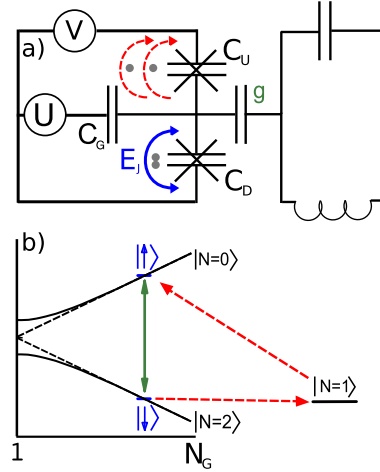 a)
V
C_U
U
C_G
g
E_J
C_D
b)
|↑⟩
|N=0⟩
|N=1⟩
|↓⟩
|N=2⟩
1
N_G